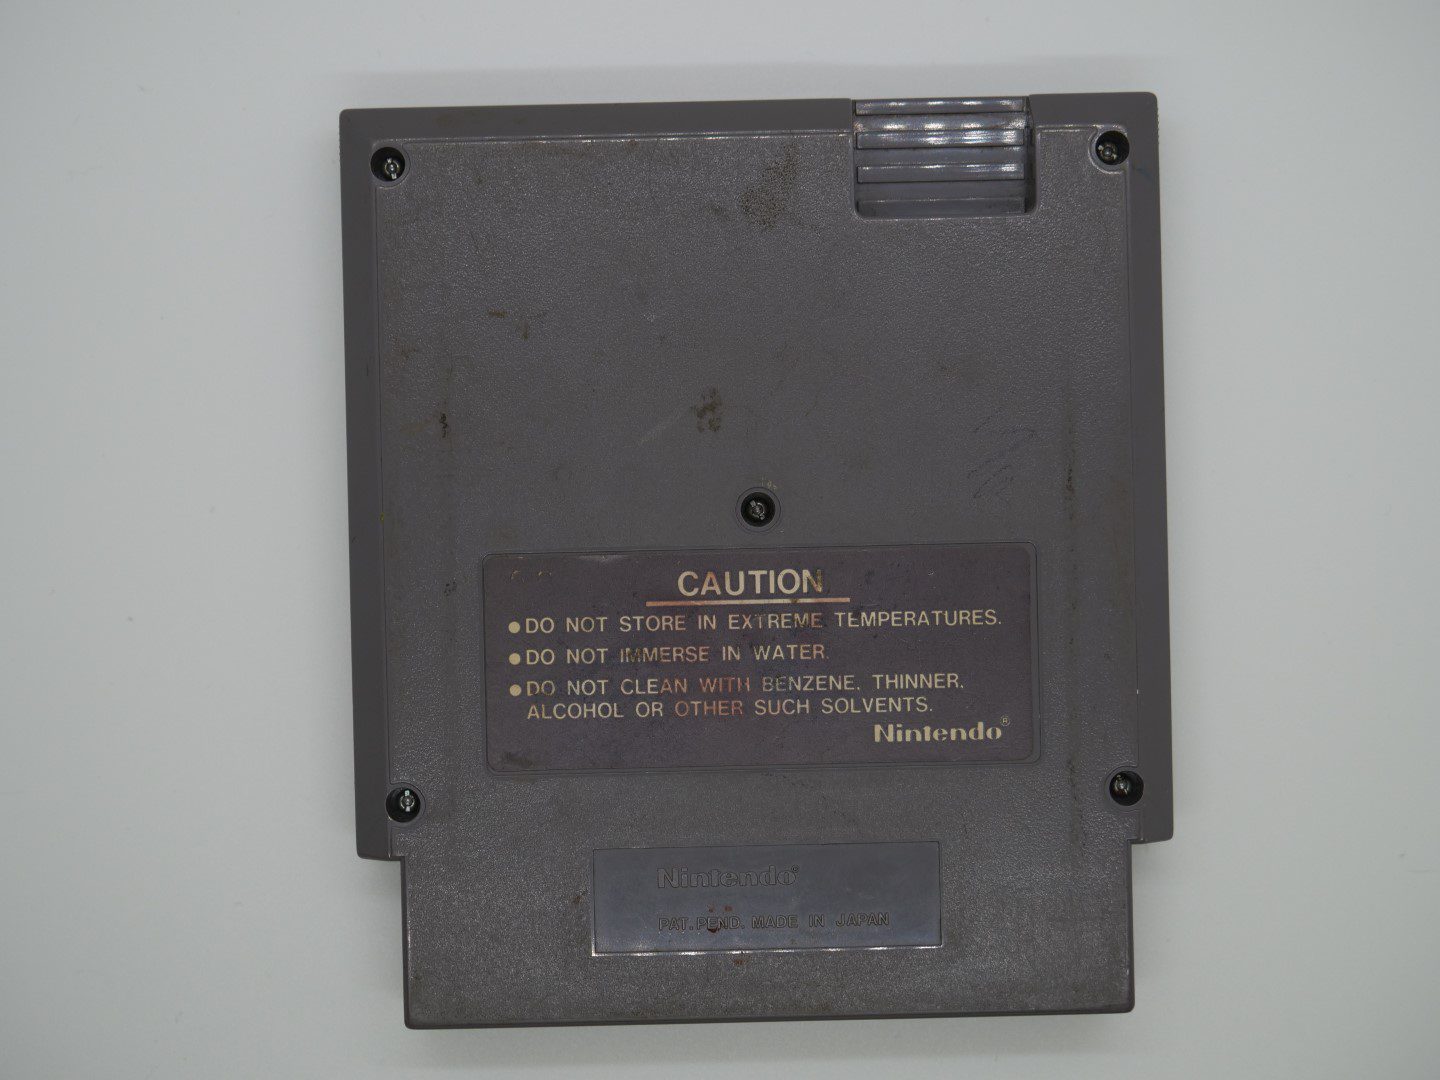 CAUTION
●DO NOT STORE IN EXTREME TEMPERATURES.
●DO NOT IMMERSE IN WATER.
●DO NOT CLEAN WITH BENZENE, THINNER,
ALCOHOL OR OTHER SUCH SOLVENTS.
Nintendo®
Nintendo®
PAT. PEND. MADE IN JAPAN